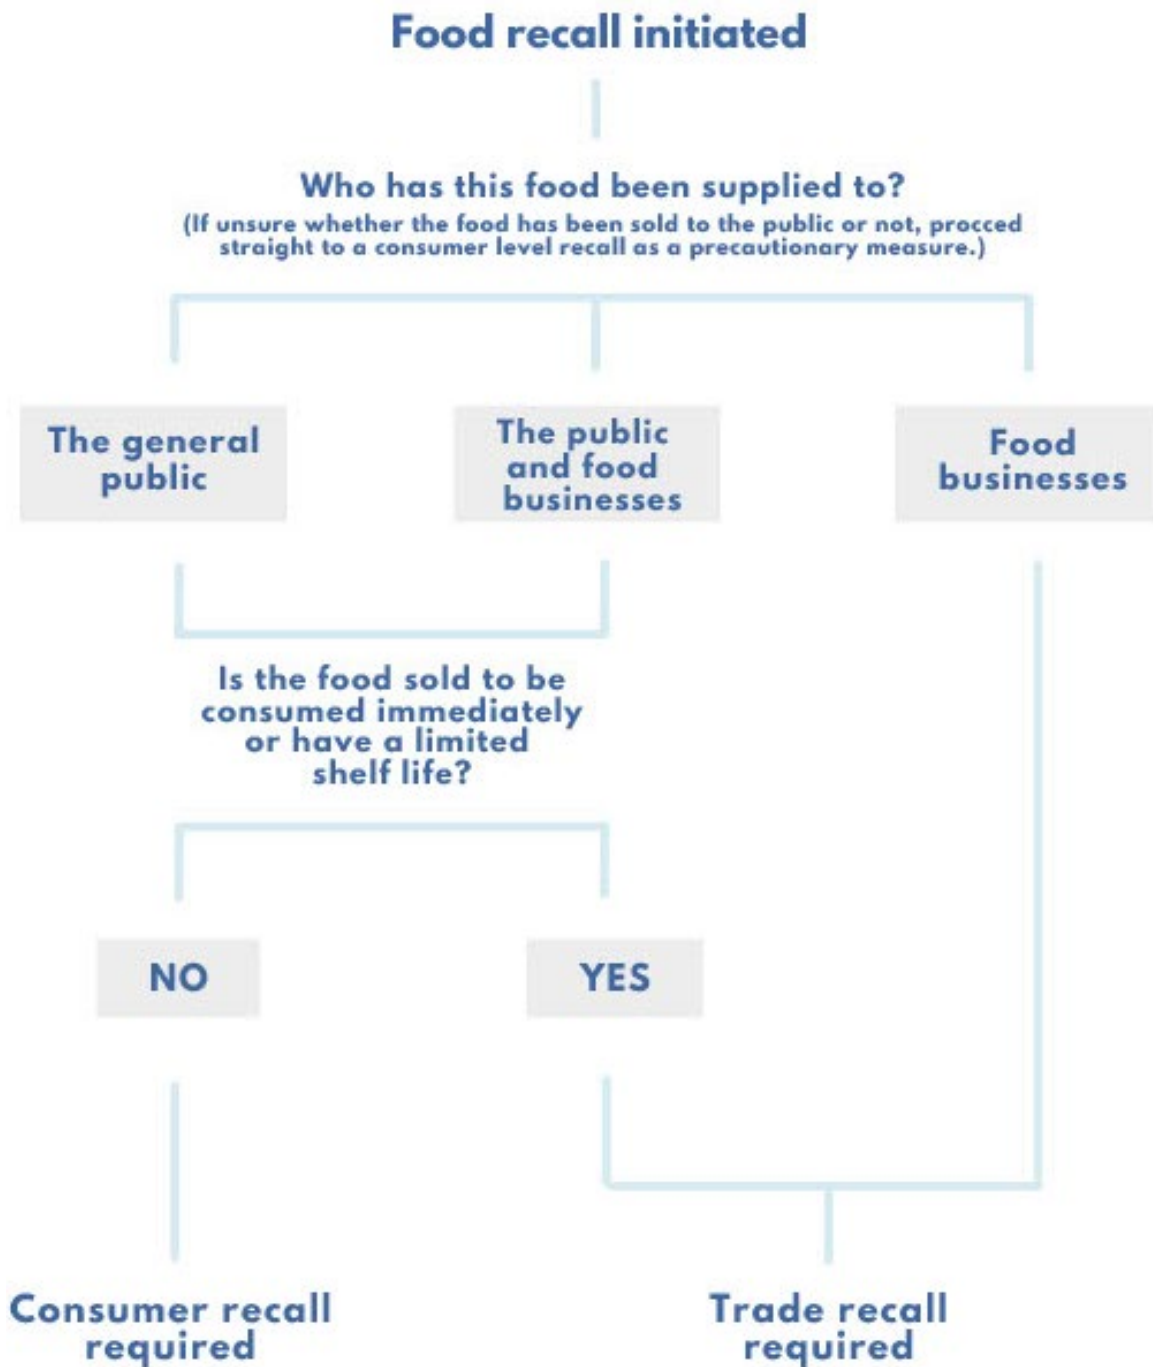 Food recall initiated
Who has this food been supplied to?
(If unsure whether the food has been sold to the public or not, procced
straight to a consumer level recall as a precautionary measure.)
The general
public
The public
and food
businesses
Food
businesses
Is the food sold to be
consumed immediately
or have a limited
shelf life?
NO
YES
Consumer recall
required
Trade recall
required